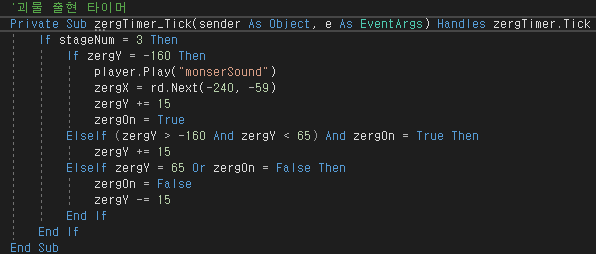 '괴물 출현 타이머
Private Sub zergTimer_Tick(sender As Object, e As EventArgs) Handles zergTimer.Tick
If stageNum = 3 Then
If zergY = -160 Then
player.Play("monserSound")
zergX = rd.Next(-240, -59)
zergY += 15
zergOn = True
ElseIf (zergY > -160 And zergY < 65) And zergOn = True Then
zergY += 15
ElseIf zergY = 65 Or zergOn = False Then
zergOn = False
zergY -= 15
End If
End If
End Sub